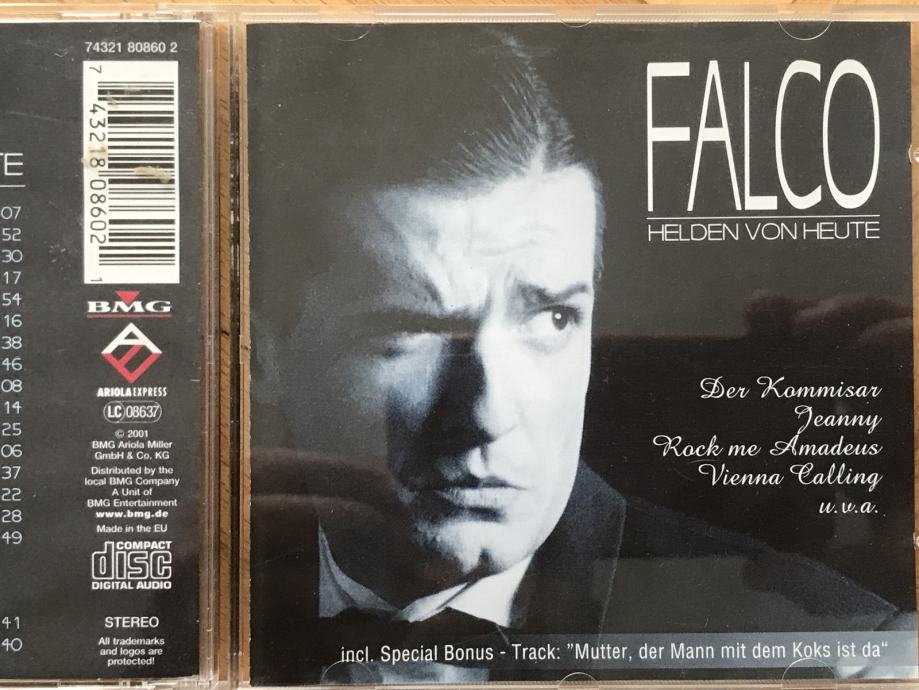 74321 80860 2
7 43218 08602 1
TE
07
52
30
17
54
16
38
46
08
14
25
06
37
22
28
49
41
40
BMG
ARIOLA EXPRESS
LC 08637
© 2001
BMG Ariola Miller
GmbH & Co. KG
Distributed by the
local BMG Company
A Unit of
BMG Entertainment
www.bmg.de
Made in the EU
COMPACT
disc
DIGITAL AUDIO
STEREO
All trademarks
and logos are
protected!
FALCO
HELDEN VON HEUTE
Der Kommisar
Jeanny
Rock me Amadeus
Vienna Calling
u.v.a.
incl. Special Bonus - Track: "Mutter, der Mann mit dem Koks ist da"